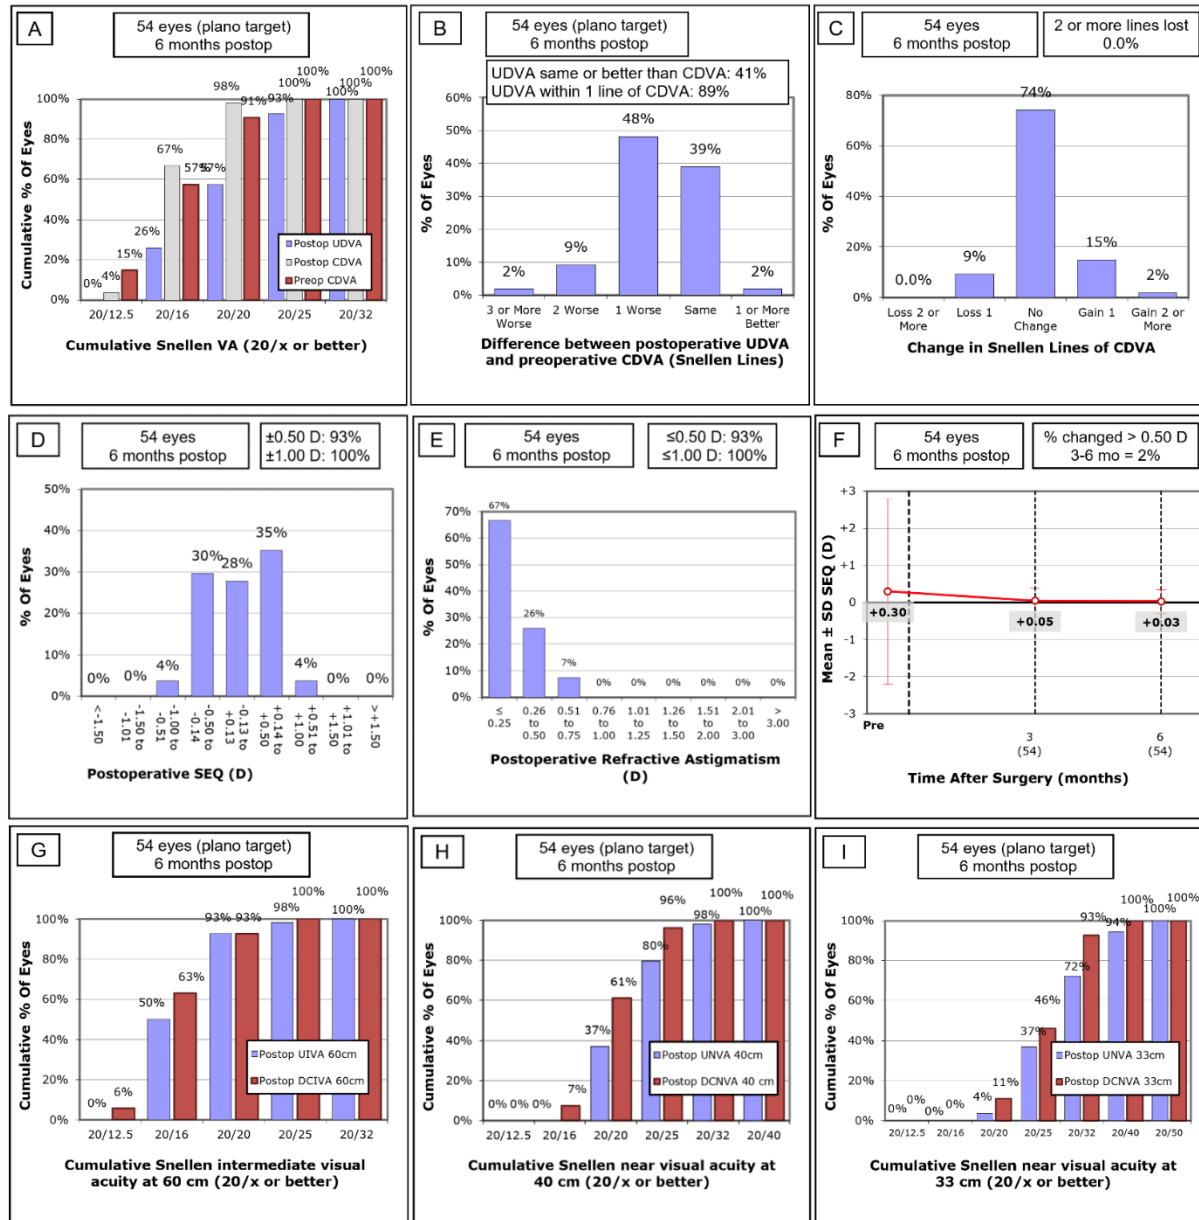 A
54 eyes (plano target)
6 months postop
Cumulative % Of Eyes
100%
80%
60%
40%
20%
0%
0%
4%
15%
26%
67%
57%
57%
98%
91%
93%
100%
100%
100%
100%
100%
Postop UDVA
Postop CDVA
Preop CDVA
20/12.5 20/16 20/20 20/25 20/32
Cumulative Snellen VA (20/x or better)
B
54 eyes (plano target)
6 months postop
UDVA same or better than CDVA: 41%
UDVA within 1 line of CDVA: 89%
% Of Eyes
60%
50%
40%
30%
20%
10%
0%
2%
9%
48%
39%
2%
3 or More Worse
2 Worse
1 Worse
Same
1 or More Better
Difference between postoperative UDVA
and preoperative CDVA (Snellen Lines)
C
54 eyes
6 months postop
2 or more lines lost
0.0%
% Of Eyes
80%
60%
40%
20%
0%
0.0%
9%
74%
15%
2%
Loss 2 or More
Loss 1
No Change
Gain 1
Gain 2 or More
Change in Snellen Lines of CDVA
D
54 eyes
6 months postop
±0.50 D: 93%
±1.00 D: 100%
% Of Eyes
50%
40%
30%
20%
10%
0%
0%
0%
4%
30%
28%
35%
4%
0%
0%
<-1.50
-1.50 to -1.01
-1.00 to -0.51
-0.50 to -0.14
-0.13 to +0.13
+0.14 to +0.50
+0.51 to +1.00
+1.01 to +1.50
>+1.50
Postoperative SEQ (D)
E
54 eyes
6 months postop
≤0.50 D: 93%
≤1.00 D: 100%
% Of Eyes
70%
60%
50%
40%
30%
20%
10%
0%
67%
26%
7%
0%
0%
0%
0%
0%
0%
≤ 0.25
0.26 to 0.50
0.51 to 0.75
0.76 to 1.00
1.01 to 1.25
1.26 to 1.50
1.51 to 2.00
2.01 to 3.00
> 3.00
Postoperative Refractive Astigmatism
(D)
F
54 eyes
6 months postop
% changed > 0.50 D
3-6 mo = 2%
Mean ± SD SEQ (D)
+3
+2
+1
0
-1
-2
-3
+0.30
+0.05
+0.03
Pre
3
(54)
6
(54)
Time After Surgery (months)
G
54 eyes (plano target)
6 months postop
Cumulative % Of Eyes
100%
80%
60%
40%
20%
0%
0%
6%
50%
63%
93%
93%
98%
100%
100%
100%
Postop UIVA 60cm
Postop DCIVA 60cm
20/12.5 20/16 20/20 20/25 20/32
Cumulative Snellen intermediate visual
acuity at 60 cm (20/x or better)
H
54 eyes (plano target)
6 months postop
Cumulative % Of Eyes
100%
80%
60%
40%
20%
0%
0%
0%
0%
7%
37%
61%
80%
96%
98%
100%
100%
100%
Postop UNVA 40cm
Postop DCNVA 40 cm
20/12.5 20/16 20/20 20/25 20/32 20/40
Cumulative Snellen near visual acuity at
40 cm (20/x or better)
I
54 eyes (plano target)
6 months postop
Cumulative % Of Eyes
100%
80%
60%
40%
20%
0%
0%
0%
0%
0%
4%
11%
37%
46%
72%
93%
94%
100%
100%
100%
Postop UNVA 33cm
Postop DCNVA 33cm
20/12.5 20/16 20/20 20/25 20/32 20/40 20/50
Cumulative Snellen near visual acuity at
33 cm (20/x or better)